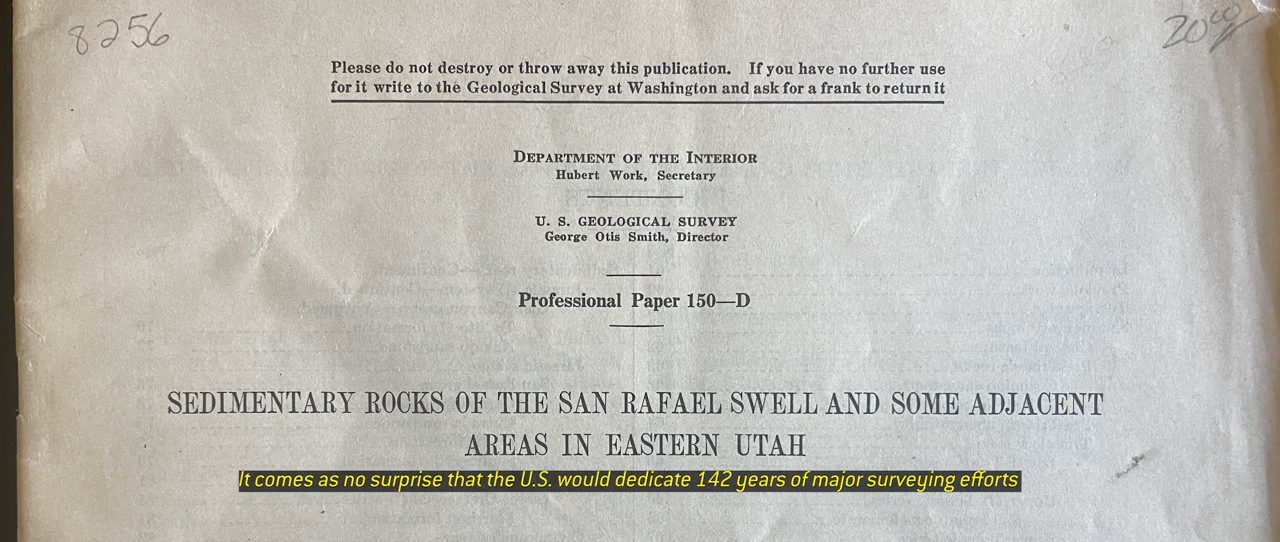 8256
20⁰⁰
Please do not destroy or throw away this publication. If you have no further use
for it write to the Geological Survey at Washington and ask for a frank to return it
DEPARTMENT OF THE INTERIOR
Hubert Work, Secretary
U. S. GEOLOGICAL SURVEY
George Otis Smith, Director
Professional Paper 150—D
SEDIMENTARY ROCKS OF THE SAN RAFAEL SWELL AND SOME ADJACENT
AREAS IN EASTERN UTAH
It comes as no surprise that the U.S. would dedicate 142 years of major surveying efforts